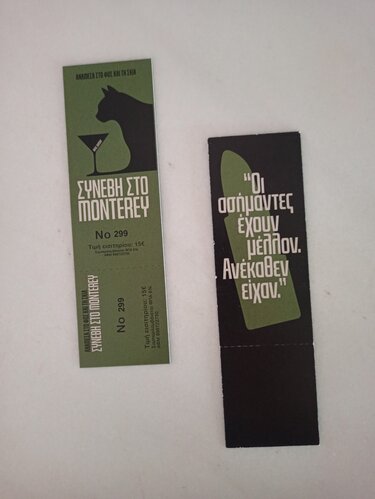 ΑΝΑΜΕΣΑ ΣΤΟ ΦΩΣ ΚΑΙ ΤΗ ΣΚΙΑ
ΣΥΝΕΒΗ ΣΤΟ
MONTEREY
No 299
Τιμή εισιτηρίου: 15€
ΣΥΝΕΒΗ ΣΤΟ MONTEREY
No 299
Τιμή εισιτηρίου: 15€
“Οι
ασήμαντες
έχουν
μέλλον.
Ανέκαθεν
είχαν.”